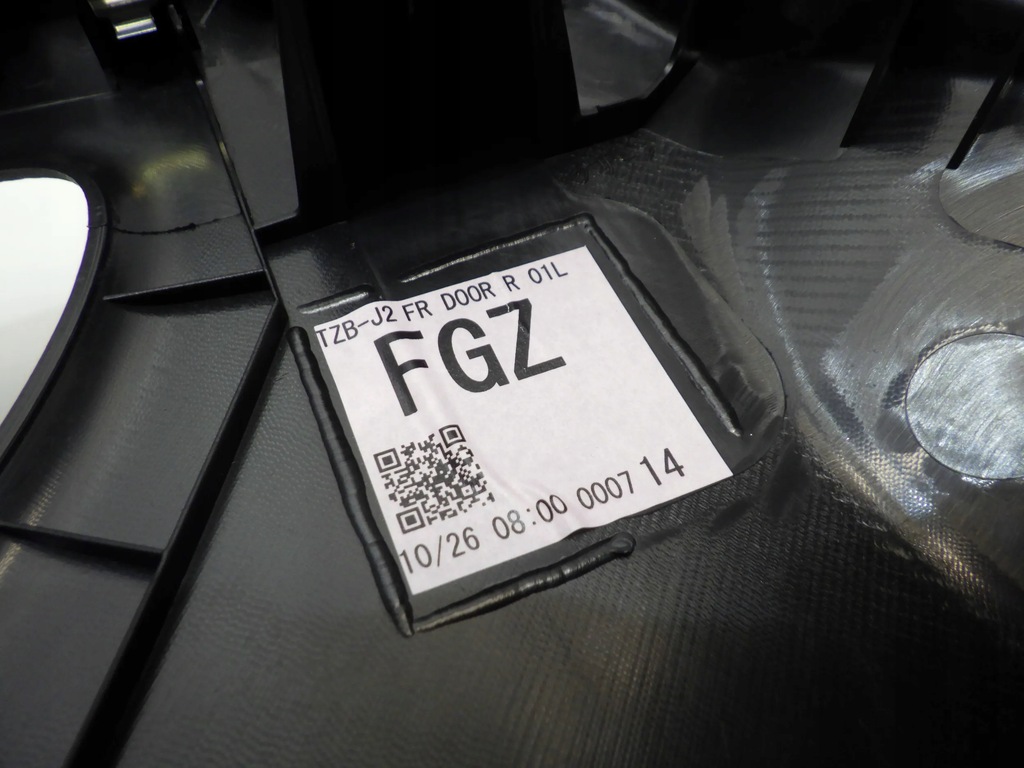 TZB-J2 FR DOOR R 01L
FGZ
10/26 08:00 0007 14